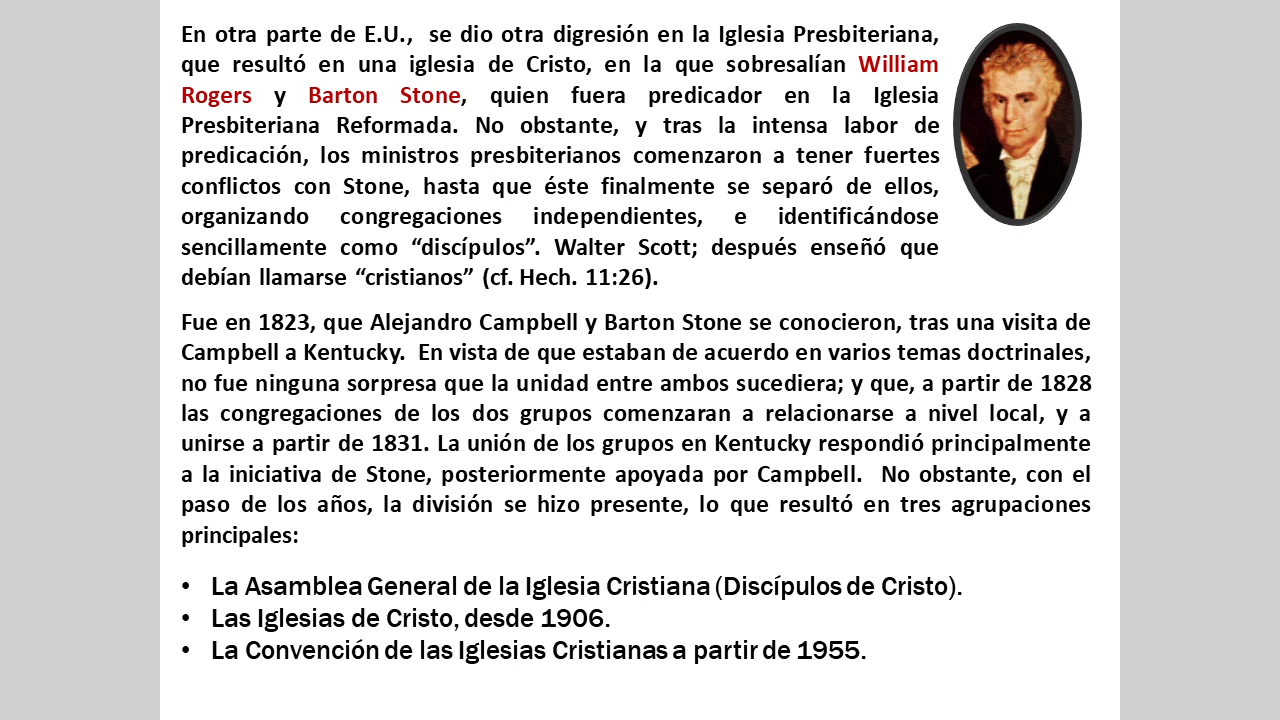 En otra parte de E.U.,  se dio otra digresión en la Iglesia Presbiteriana,
que resultó en una iglesia de Cristo, en la que sobresalían William
Rogers y Barton Stone, quien fuera predicador en la Iglesia
Presbiteriana Reformada. No obstante, y tras la intensa labor de
predicación, los ministros presbiterianos comenzaron a tener fuertes
conflictos con Stone, hasta que éste finalmente se separó de ellos,
organizando congregaciones independientes, e identificándose
sencillamente como “discípulos”. Walter Scott; después enseñó que
debían llamarse “cristianos” (cf. Hech. 11:26).
Fue en 1823, que Alejandro Campbell y Barton Stone se conocieron, tras una visita de
Campbell a Kentucky.  En vista de que estaban de acuerdo en varios temas doctrinales,
no fue ninguna sorpresa que la unidad entre ambos sucediera; y que, a partir de 1828
las congregaciones de los dos grupos comenzaran a relacionarse a nivel local, y a
unirse a partir de 1831. La unión de los grupos en Kentucky respondió principalmente
a la iniciativa de Stone, posteriormente apoyada por Campbell.  No obstante, con el
paso de los años, la división se hizo presente, lo que resultó en tres agrupaciones
principales:
• La Asamblea General de la Iglesia Cristiana (Discípulos de Cristo).
• Las Iglesias de Cristo, desde 1906.
• La Convención de las Iglesias Cristianas a partir de 1955.